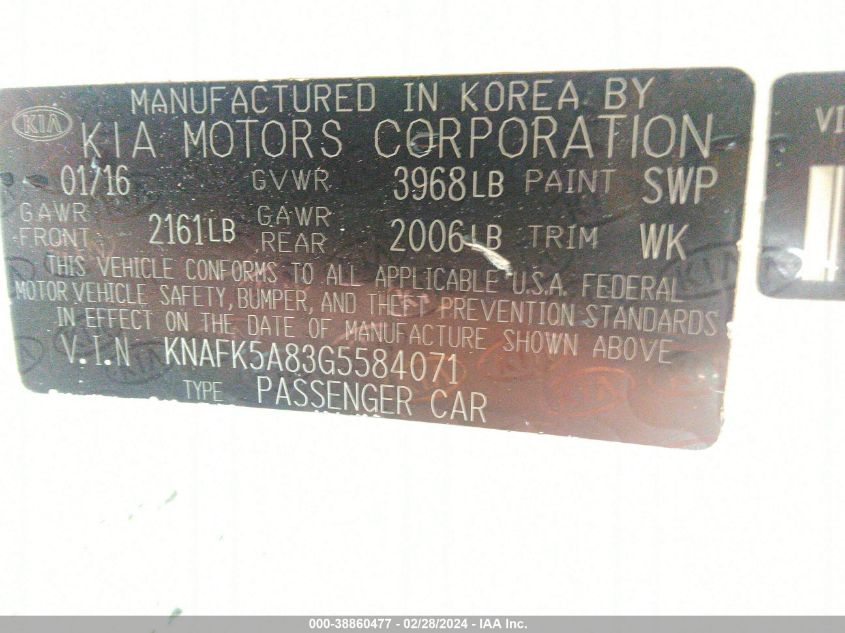 MANUFACTURED IN KOREA BY
KIA
KIA MOTORS CORPORATION
01/16 GVWR 3968LB PAINT SWP
GAWR FRONT 2161LB GAWR REAR 2006LB TRIM WK
THIS VEHICLE CONFORMS TO ALL APPLICABLE U.S.A. FEDERAL
MOTOR VEHICLE SAFETY, BUMPER, AND THEFT PREVENTION STANDARDS
IN EFFECT ON THE DATE OF MANUFACTURE SHOWN ABOVE
V.I.N KNAFK5A83G5584071
TYPE PASSENGER CAR
VI
000-38860477 - 02/28/2024 - IAA Inc.